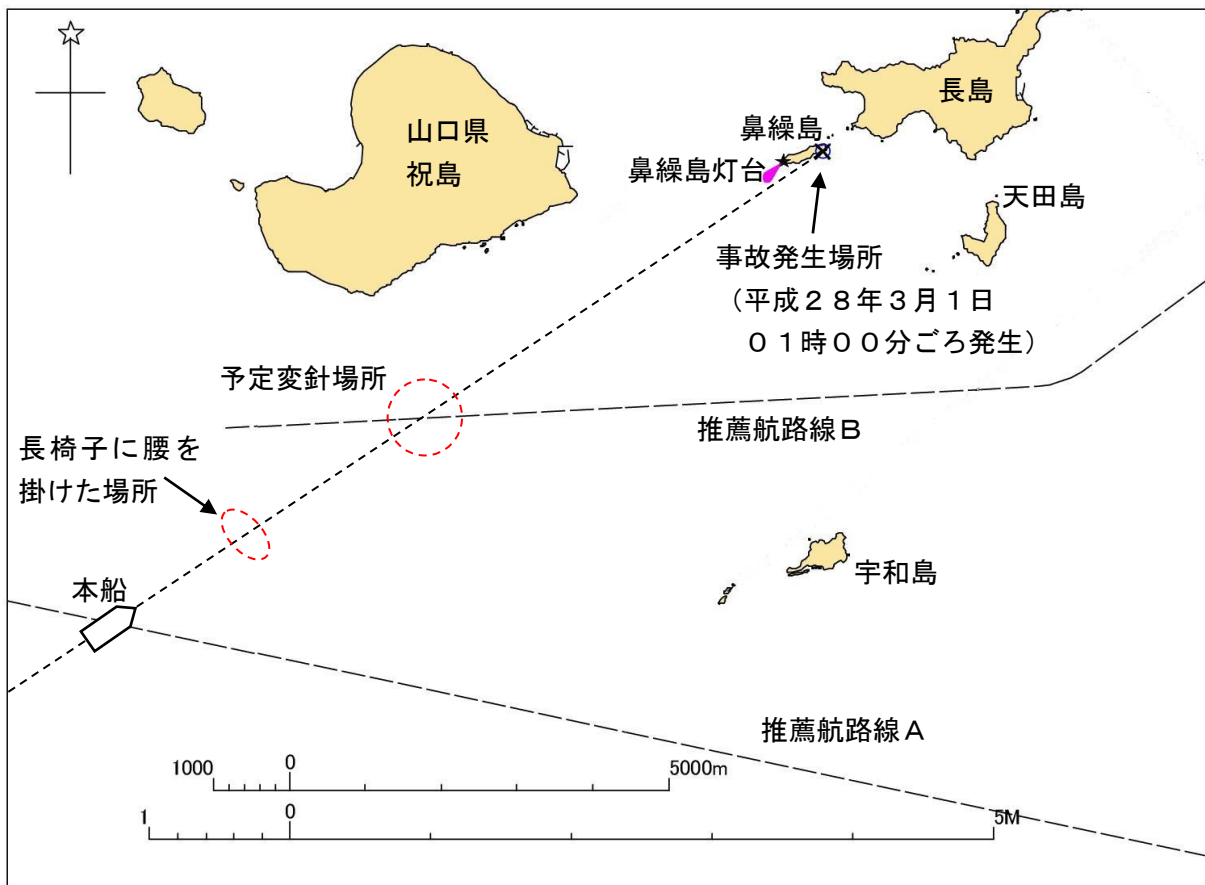 長島
山口県
祝島
鼻繰島
鼻繰島灯台
天田島
事故発生場所
（平成２８年３月１日
０１時００分ごろ発生）
予定変針場所
推薦航路線Ｂ
長椅子に腰を
掛けた場所
宇和島
本船
推薦航路線Ａ
1000 0 5000m
1 0 5M